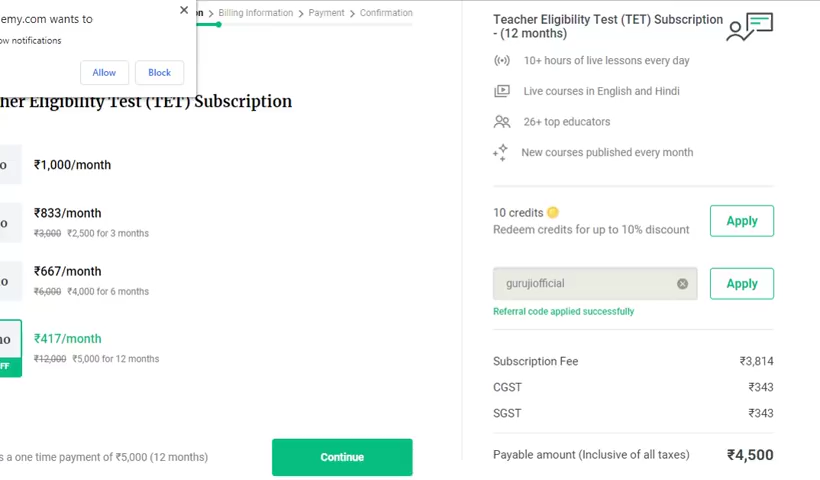 emy.com wants to
ow notifications
Allow
Block
on > Billing Information > Payment > Confirmation
her Eligibility Test (TET) Subscription
o
₹1,000/month
o
₹833/month
₹3,000 ₹2,500 for 3 months
o
₹667/month
₹6,000 ₹4,000 for 6 months
no
₹417/month
FF
₹12,000 ₹5,000 for 12 months
s a one time payment of ₹5,000 (12 months)
Continue
Teacher Eligibility Test (TET) Subscription
- (12 months)
10+ hours of live lessons every day
Live courses in English and Hindi
26+ top educators
New courses published every month
10 credits
Redeem credits for up to 10% discount
Apply
gurujiofficial
Apply
Referral code applied successfully
Subscription Fee ₹3,814
CGST ₹343
SGST ₹343
Payable amount (Inclusive of all taxes) ₹4,500